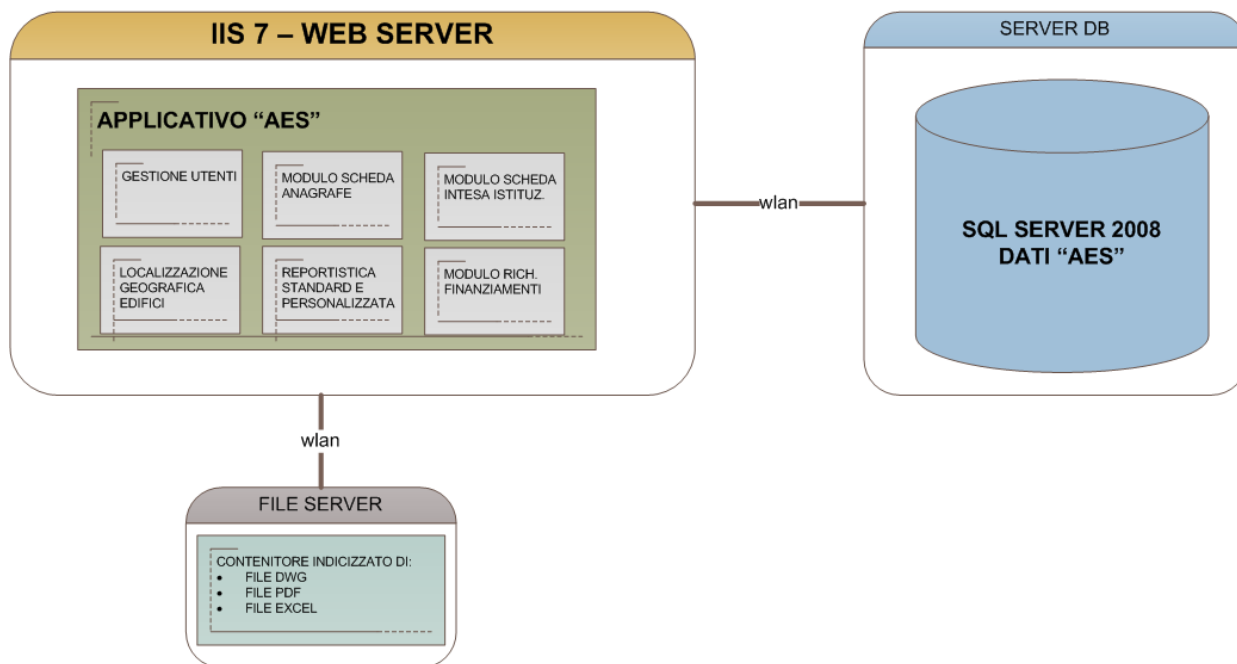 IIS 7 – WEB SERVER
APPLICATIVO “AES”
GESTIONE UTENTI
MODULO SCHEDA
ANAGRAFE
MODULO SCHEDA
INTESA ISTITUZ.
LOCALIZZAZIONE
GEOGRAFICA
EDIFICI
REPORTISTICA
STANDARD E
PERSONALIZZATA
MODULO RICH.
FINANZIAMENTI
wlan
SERVER DB
SQL SERVER 2008
DATI “AES”
wlan
FILE SERVER
CONTENITORE INDICIZZATO DI:
• FILE DWG
• FILE PDF
• FILE EXCEL